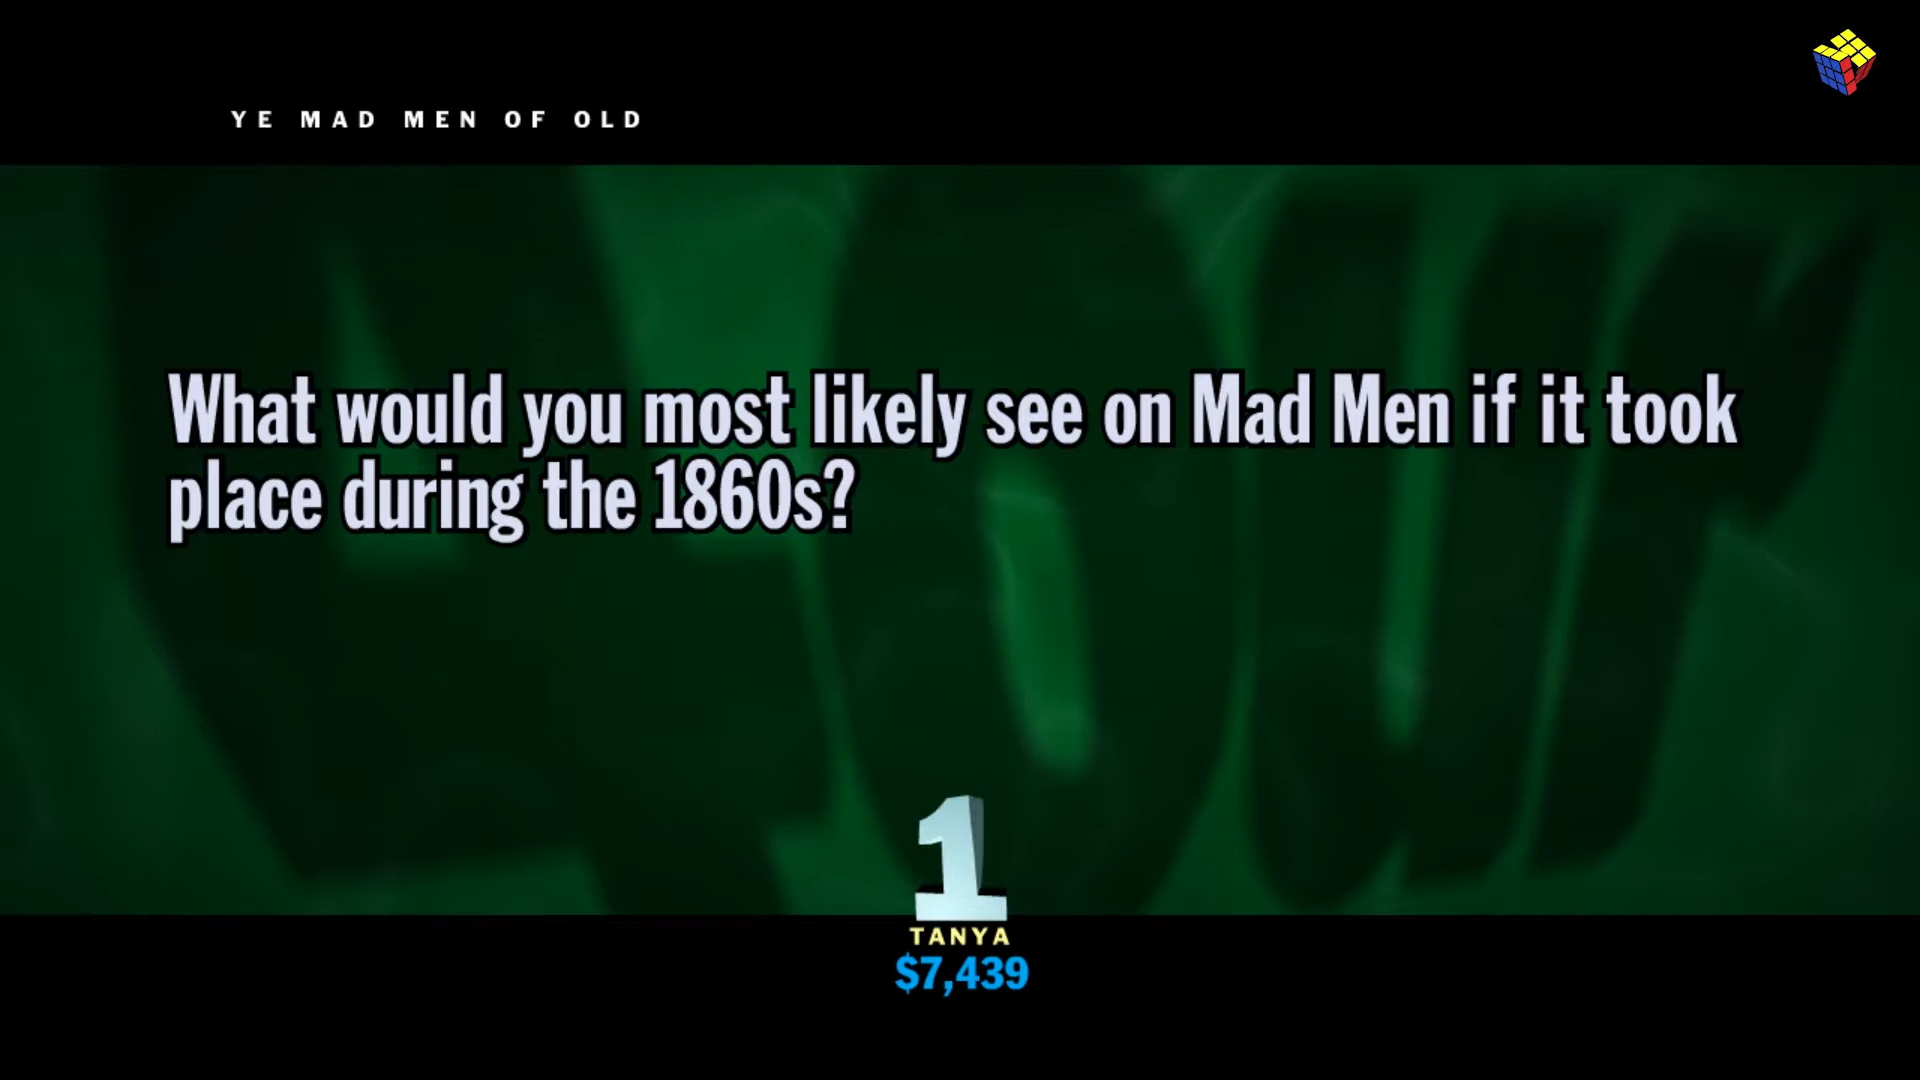 YE MAD MEN OF OLD
What would you most likely see on Mad Men if it took
place during the 1860s?
1
TANYA
$7,439